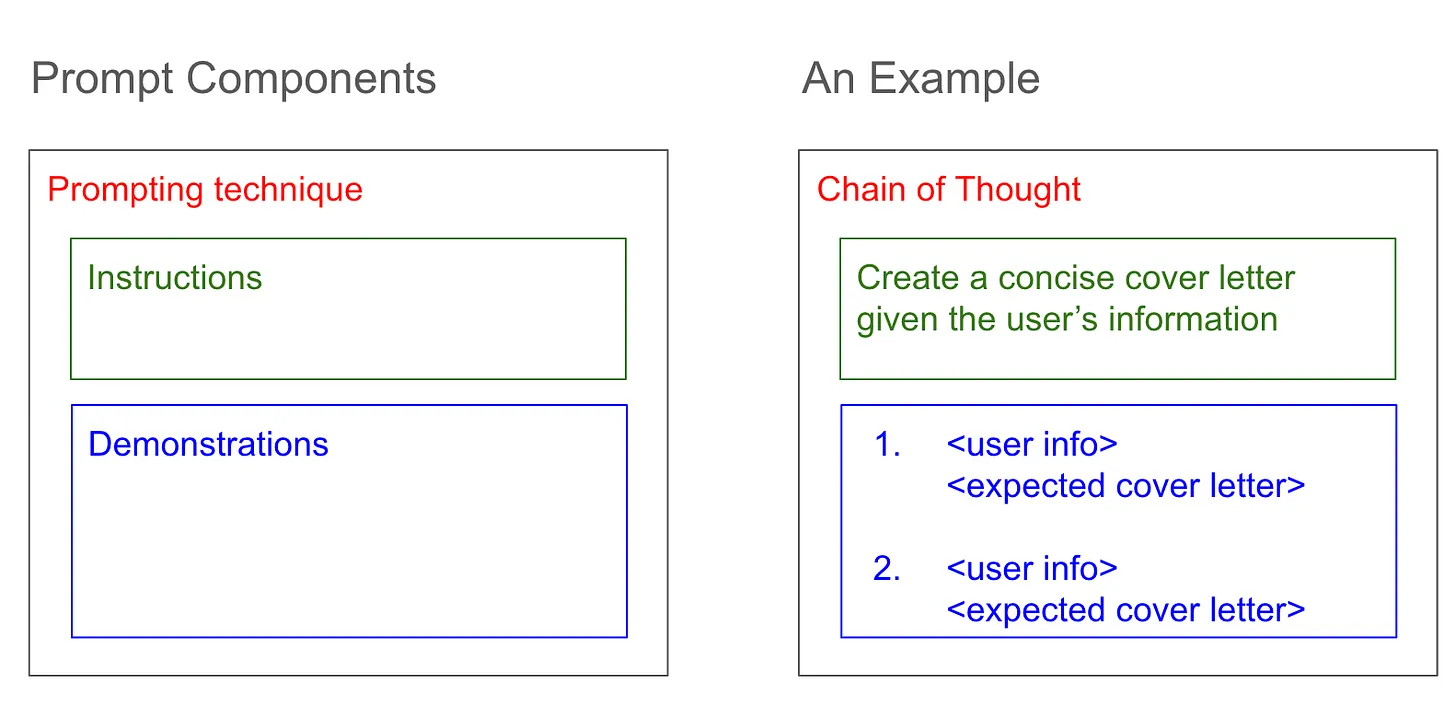 Prompt Components
Prompting technique
Instructions
Demonstrations
An Example
Chain of Thought
Create a concise cover letter
given the user’s information
1. <user info>
<expected cover letter>
2. <user info>
<expected cover letter>